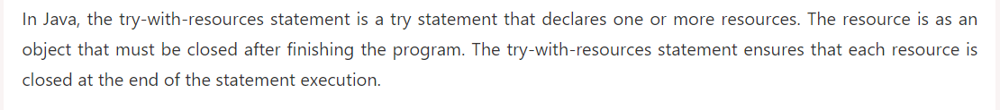 In Java, the try-with-resources statement is a try statement that declares one or more resources. The resource is as an
object that must be closed after finishing the program. The try-with-resources statement ensures that each resource is
closed at the end of the statement execution.